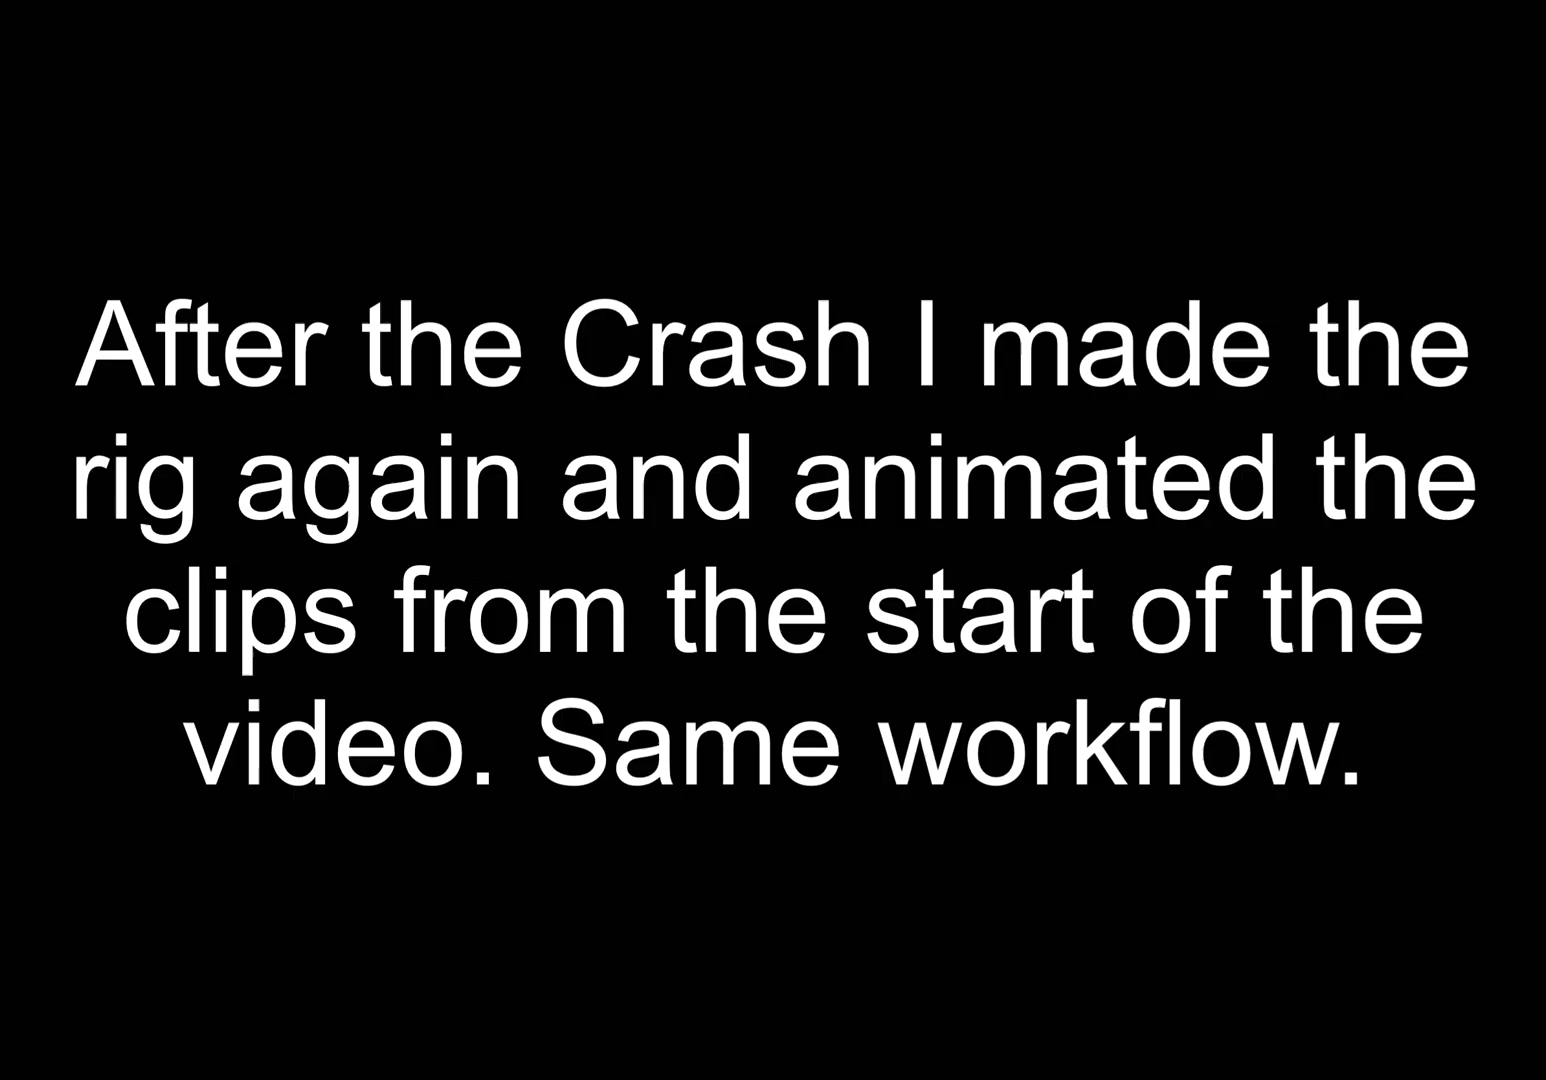 After the Crash I made the
rig again and animated the
clips from the start of the
video. Same workflow.